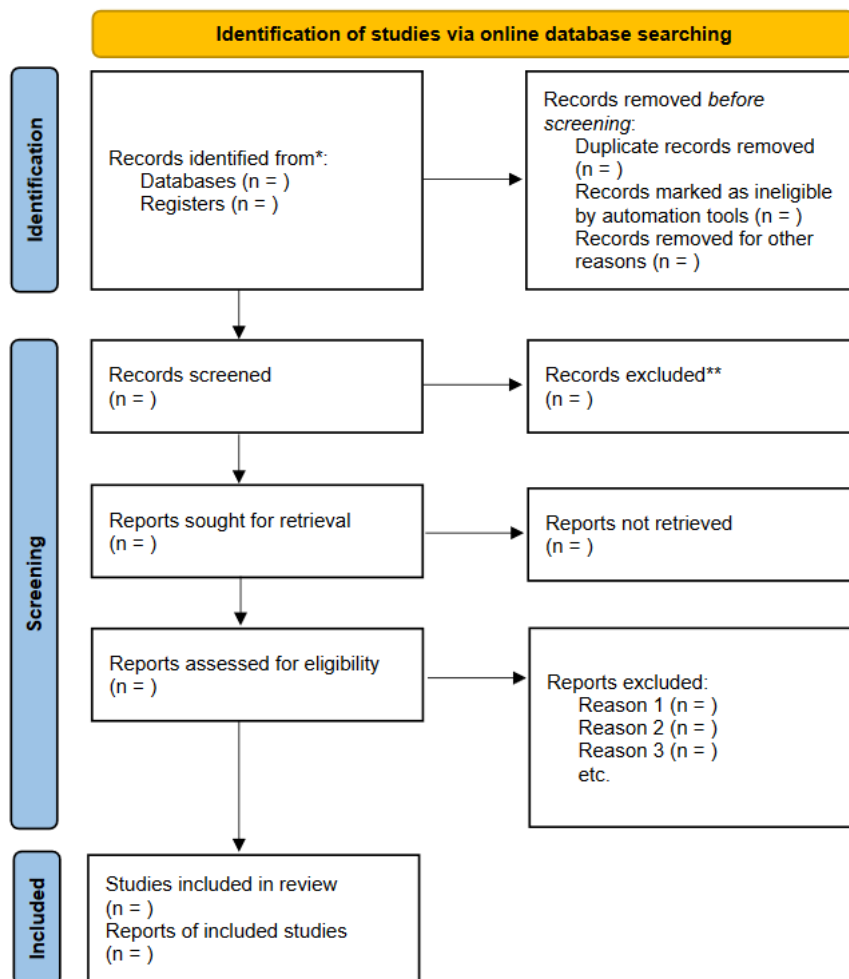 Identification of studies via online database searching
Identification
Records identified from*:
Databases (n = )
Registers (n = )
Records removed before
screening:
Duplicate records removed
(n = )
Records marked as ineligible
by automation tools (n = )
Records removed for other
reasons (n = )
Screening
Records screened
(n = )
Records excluded**
(n = )
Reports sought for retrieval
(n = )
Reports not retrieved
(n = )
Reports assessed for eligibility
(n = )
Reports excluded:
Reason 1 (n = )
Reason 2 (n = )
Reason 3 (n = )
etc.
Included
Studies included in review
(n = )
Reports of included studies
(n = )